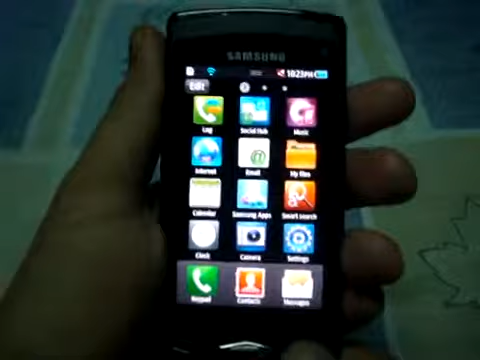 SAMSUNG
10:23PM
Edit
Log Social Hub Music
Internet Email My files
Calendar Samsung Apps Smart search
Clock Camera Settings
Keypad Contacts Messages